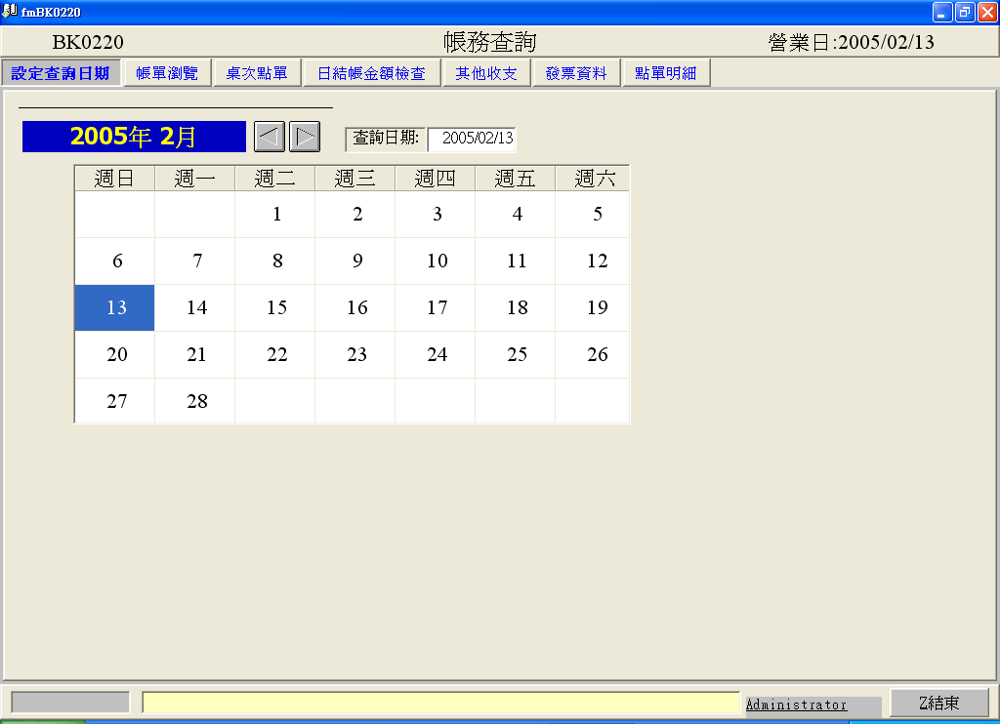 fmBK0220
BK0220 帳務查詢 營業日:2005/02/13
設定查詢日期 帳單瀏覽 桌次點單 日結帳金額檢查 其他收支 發票資料 點單明細
2005年 2月 查詢日期: 2005/02/13
週日 週一 週二 週三 週四 週五 週六
1 2 3 4 5
6 7 8 9 10 11 12
13 14 15 16 17 18 19
20 21 22 23 24 25 26
27 28
Administrator Z結束